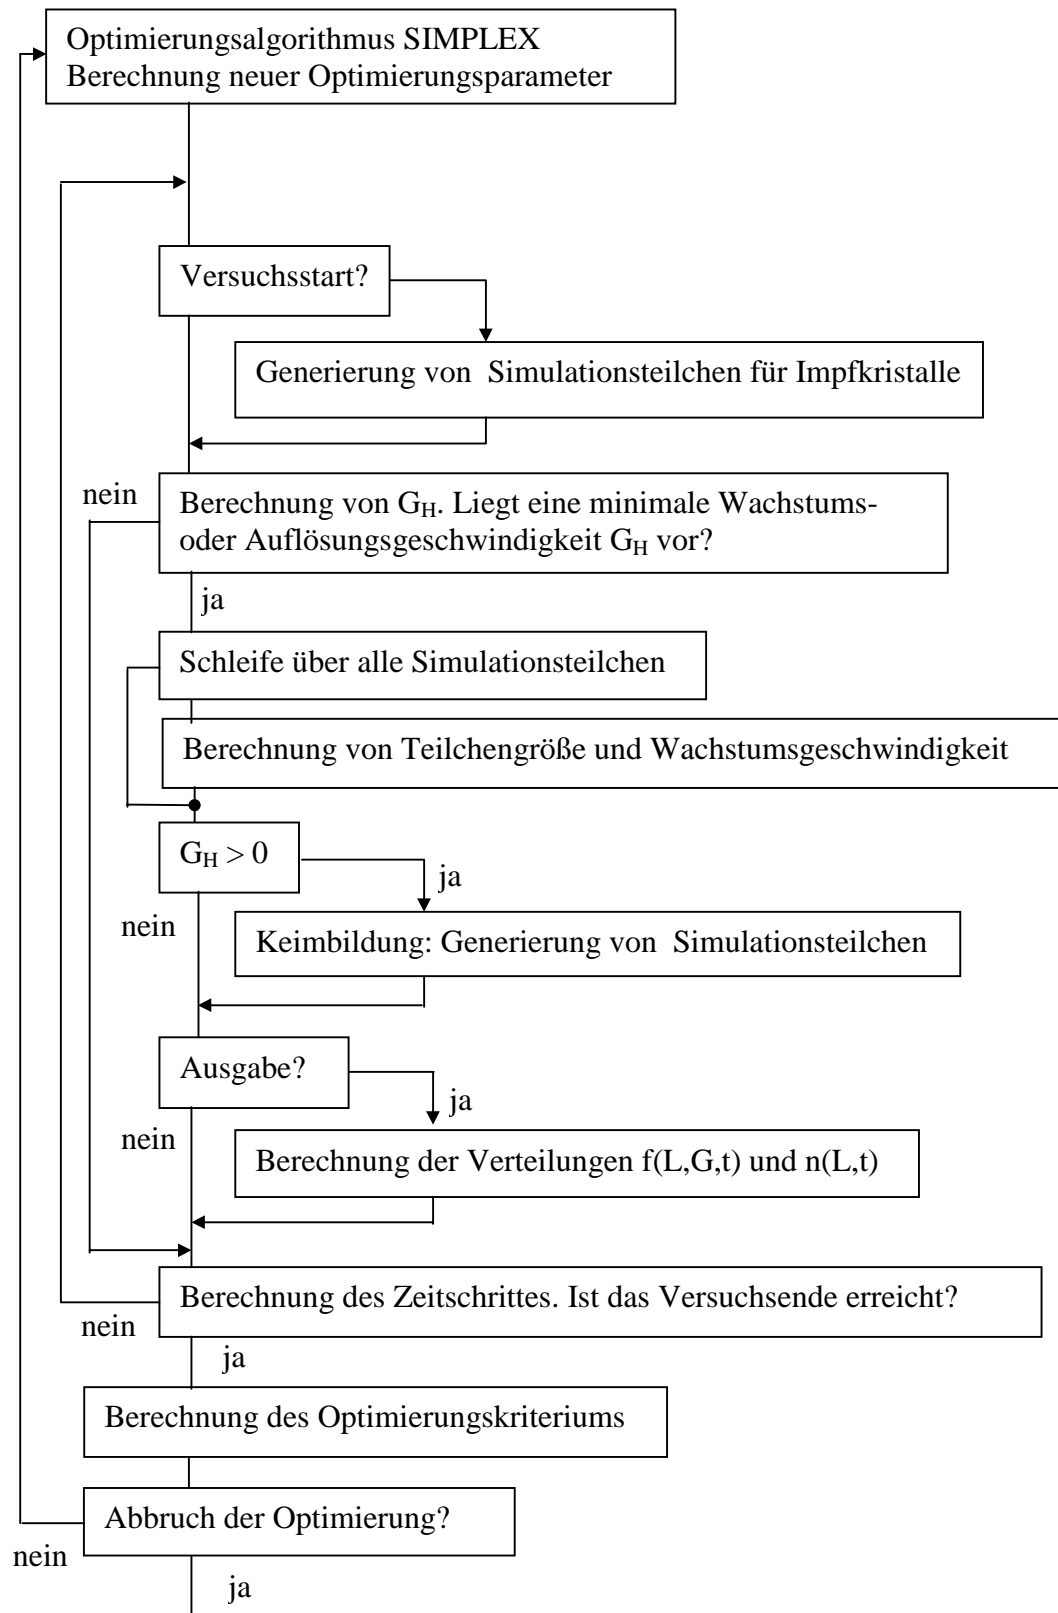 Optimierungsalgorithmus SIMPLEX
Berechnung neuer Optimierungsparameter
Versuchsstart?
Generierung von Simulationsteilchen für Impfkristalle
nein
Berechnung von G_H. Liegt eine minimale Wachstums-
oder Auflösungsgeschwindigkeit G_H vor?
ja
Schleife über alle Simulationsteilchen
Berechnung von Teilchengröße und Wachstumsgeschwindigkeit
G_H > 0
ja
nein
Keimbildung: Generierung von Simulationsteilchen
Ausgabe?
ja
nein
Berechnung der Verteilungen f(L,G,t) und n(L,t)
Berechnung des Zeitschrittes. Ist das Versuchsende erreicht?
nein
ja
Berechnung des Optimierungskriteriums
Abbruch der Optimierung?
nein
ja